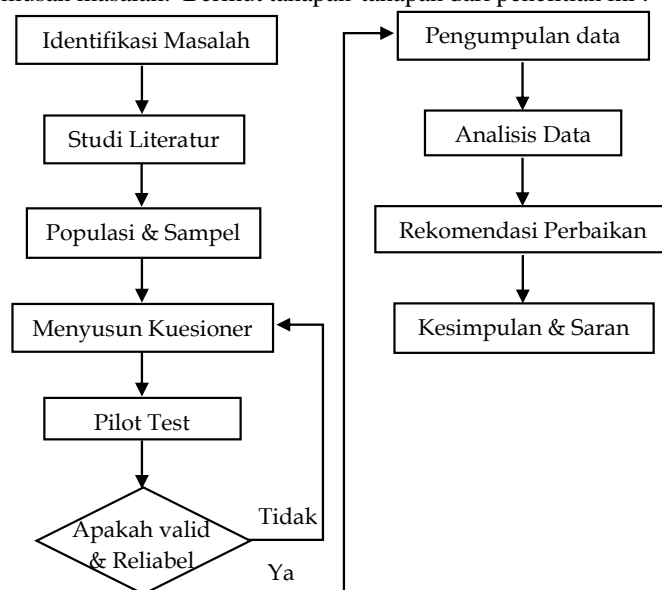 Identifikasi Masalah
Studi Literatur
Populasi & Sampel
Menyusun Kuesioner
Pilot Test
Apakah valid
& Reliabel
Tidak
Ya
Pengumpulan data
Analisis Data
Rekomendasi Perbaikan
Kesimpulan & Saran